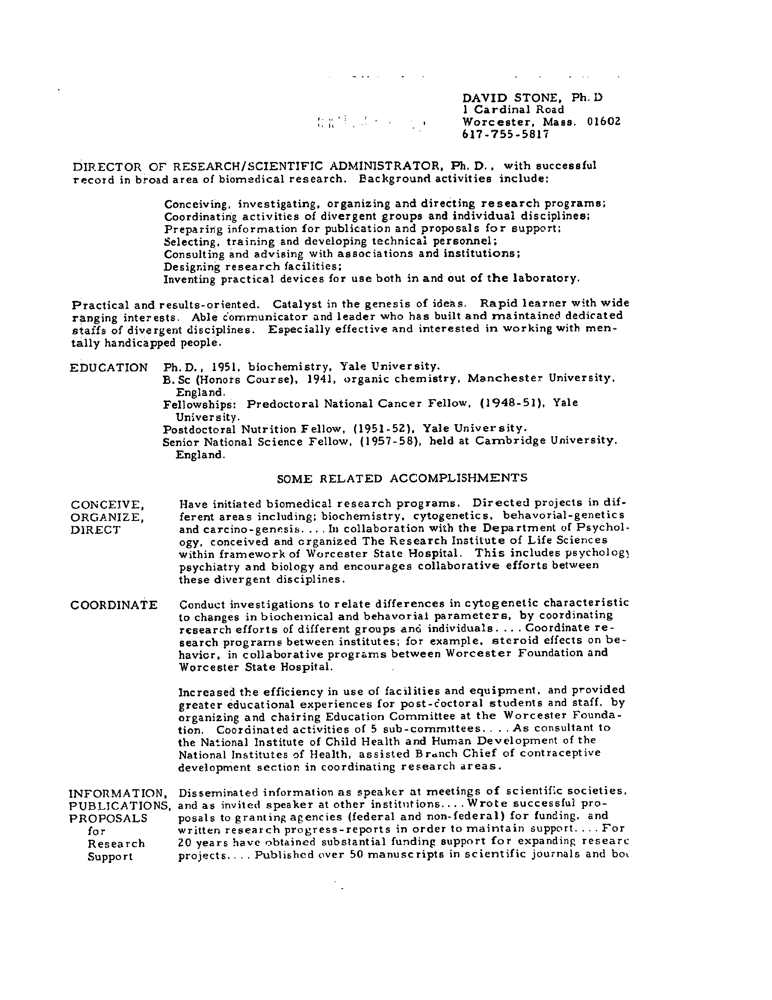 DAVID STONE, Ph. D
1 Cardinal Road
Worcester, Mass. 01602
617-755-5817
DIRECTOR OF RESEARCH/SCIENTIFIC ADMINISTRATOR, Ph. D., with successful
record in broad area of biomedical research. Background activities include:
Conceiving, investigating, organizing and directing research programs;
Coordinating activities of divergent groups and individual disciplines;
Preparing information for publication and proposals for support;
Selecting, training and developing technical personnel;
Consulting and advising with associations and institutions;
Designing research facilities;
Inventing practical devices for use both in and out of the laboratory.
Practical and results-oriented. Catalyst in the genesis of ideas. Rapid learner with wide
ranging interests. Able communicator and leader who has built and maintained dedicated
staffs of divergent disciplines. Especially effective and interested in working with men-
tally handicapped people.
EDUCATION Ph. D., 1951, biochemistry, Yale University.
B. Sc (Honors Course), 1941, organic chemistry, Manchester University,
England.
Fellowships: Predoctoral National Cancer Fellow, (1948-51), Yale
University.
Postdoctoral Nutrition Fellow, (1951-52), Yale University.
Senior National Science Fellow, (1957-58), held at Cambridge University,
England.
SOME RELATED ACCOMPLISHMENTS
CONCEIVE, Have initiated biomedical research programs. Directed projects in dif-
ORGANIZE, ferent areas including; biochemistry, cytogenetics, behavorial-genetics
DIRECT and carcino-genesis. . . . In collaboration with the Department of Psychol-
ogy, conceived and organized The Research Institute of Life Sciences
within framework of Worcester State Hospital. This includes psychology
psychiatry and biology and encourages collaborative efforts between
these divergent disciplines.
COORDINATE Conduct investigations to relate differences in cytogenetic characteristic
to changes in biochemical and behavorial parameters, by coordinating
research efforts of different groups and individuals. . . . Coordinate re-
search programs between institutes; for example, steroid effects on be-
havior, in collaborative programs between Worcester Foundation and
Worcester State Hospital.
Increased the efficiency in use of facilities and equipment, and provided
greater educational experiences for post-doctoral students and staff, by
organizing and chairing Education Committee at the Worcester Founda-
tion. Coordinated activities of 5 sub-committees. . . . As consultant to
the National Institute of Child Health and Human Development of the
National Institutes of Health, assisted Branch Chief of contraceptive
development section in coordinating research areas.
INFORMATION, Disseminated information as speaker at meetings of scientific societies,
PUBLICATIONS, and as invited speaker at other institutions. . . . Wrote successful pro-
PROPOSALS posals to granting agencies (federal and non-federal) for funding, and
for written research progress-reports in order to maintain support. . . . For
Research 20 years have obtained substantial funding support for expanding researc
Support projects. . . . Published over 50 manuscripts in scientific journals and